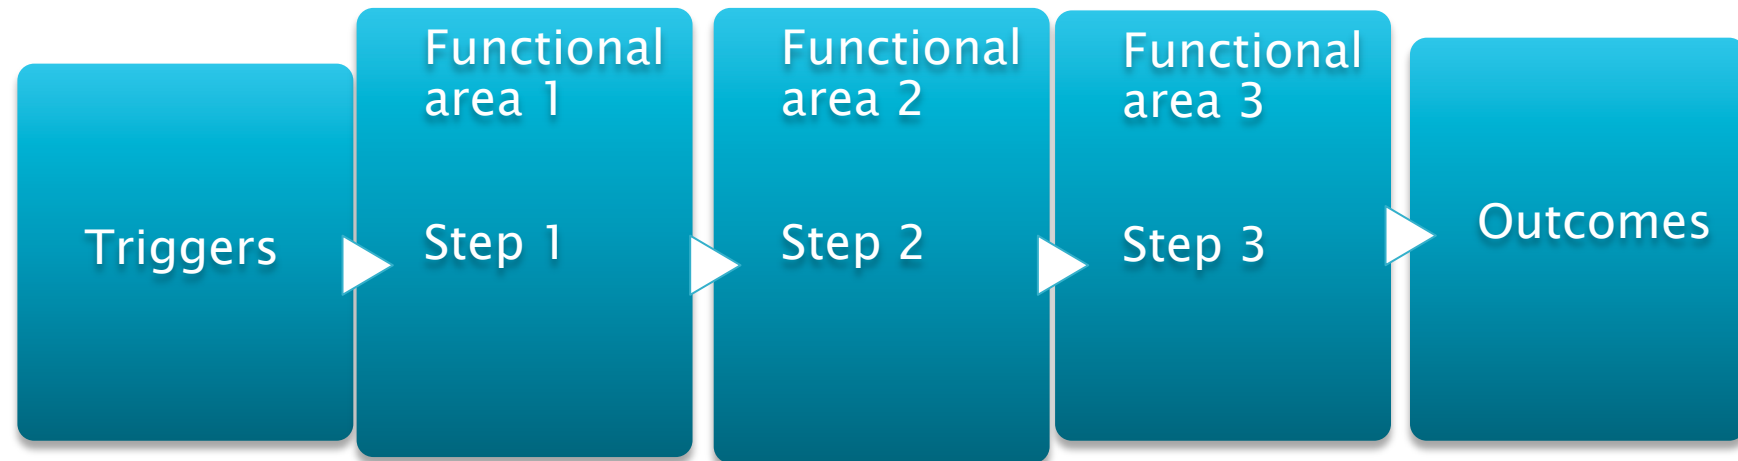 Triggers
Functional
area 1
Step 1
Functional
area 2
Step 2
Functional
area 3
Step 3
Outcomes